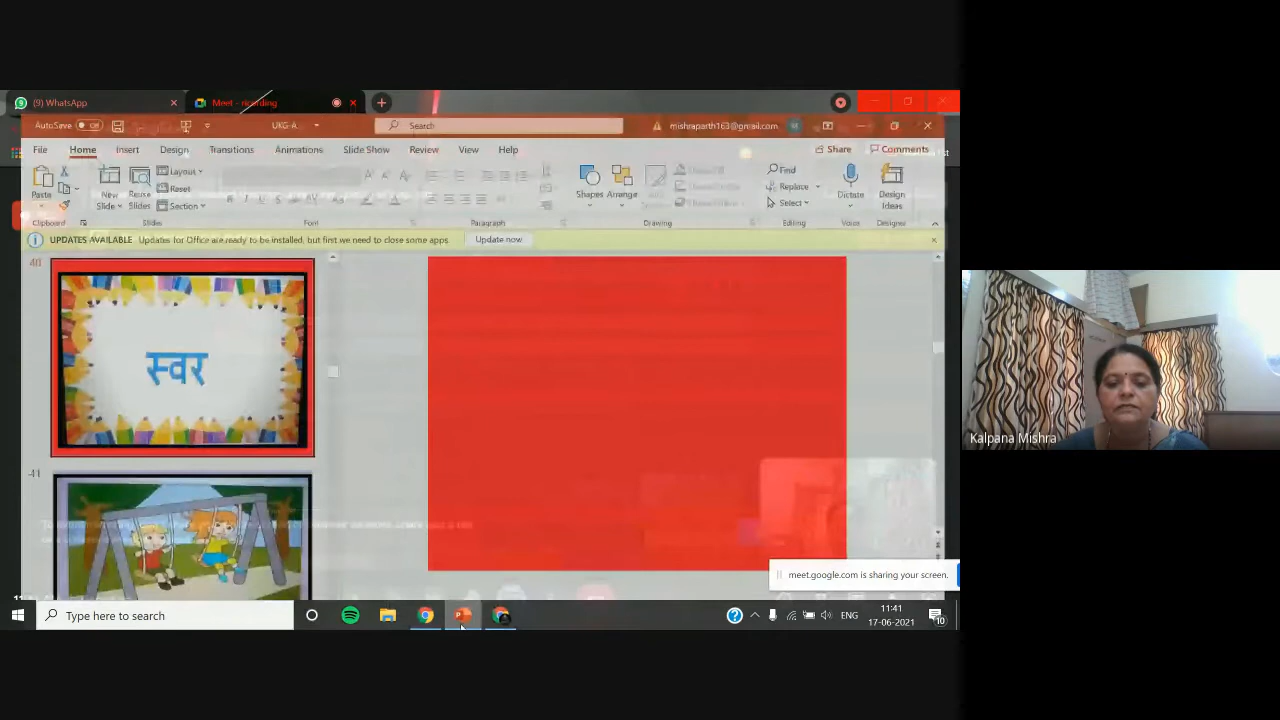 (9) WhatsApp
Meet - recording
AutoSave
Off
UKG-A
Search
mishraparth163@gmail.com
File
Home
Insert
Design
Transitions
Animations
Slide Show
Review
View
Help
Share
Comments
Paste
New
Slide
Reuse
Slides
Layout
Reset
Section
Shapes
Arrange
Find
Replace
Select
Dictate
Design
Ideas
Clipboard
Font
Paragraph
Drawing
Editing
Voice
Designer
UPDATES AVAILABLE Updates for Office are ready to be installed, but first we need to close some apps.
Update now
40
स्वर
41
Kalpana Mishra
meet.google.com is sharing your screen.
Type here to search
ENG
11:41
17-06-2021
10